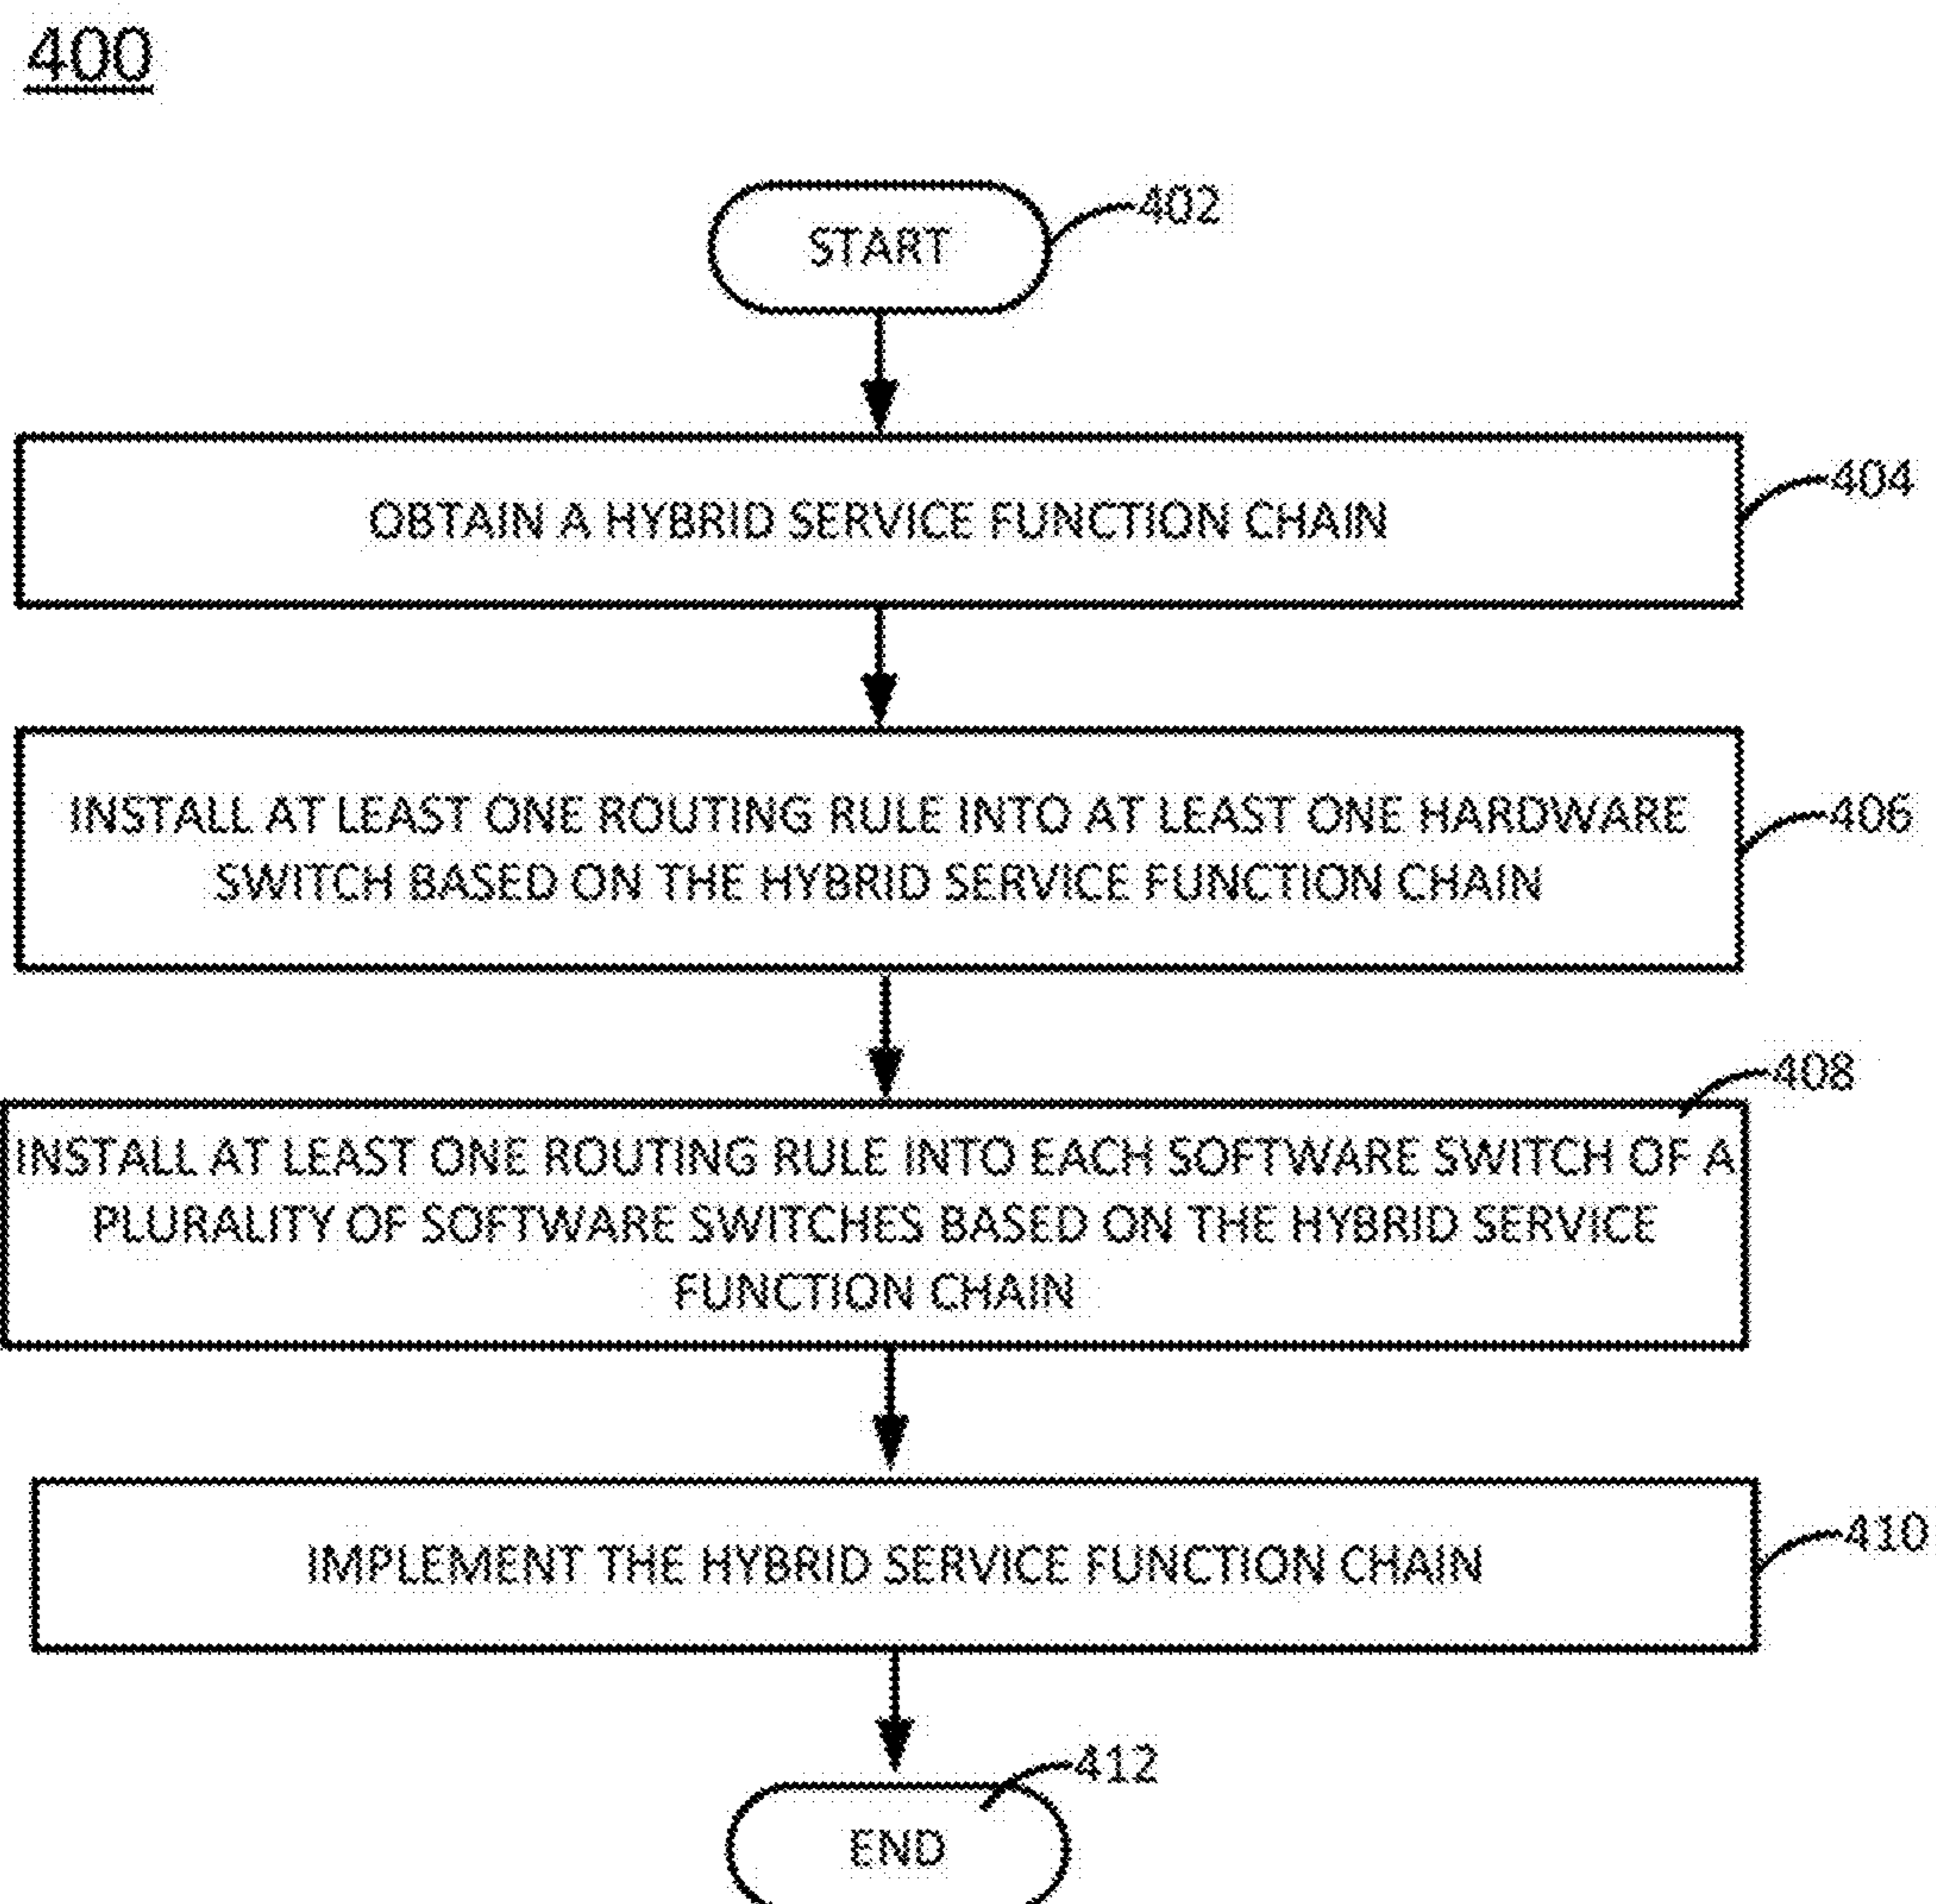 400
402
START
404
OBTAIN A HYBRID SERVICE FUNCTION CHAIN
406
INSTALL AT LEAST ONE ROUTING RULE INTO AT LEAST ONE HARDWARE
SWITCH BASED ON THE HYBRID SERVICE FUNCTION CHAIN
408
INSTALL AT LEAST ONE ROUTING RULE INTO EACH SOFTWARE SWITCH OF A
PLURALITY OF SOFTWARE SWITCHES BASED ON THE HYBRID SERVICE
FUNCTION CHAIN
410
IMPLEMENT THE HYBRID SERVICE FUNCTION CHAIN
412
END